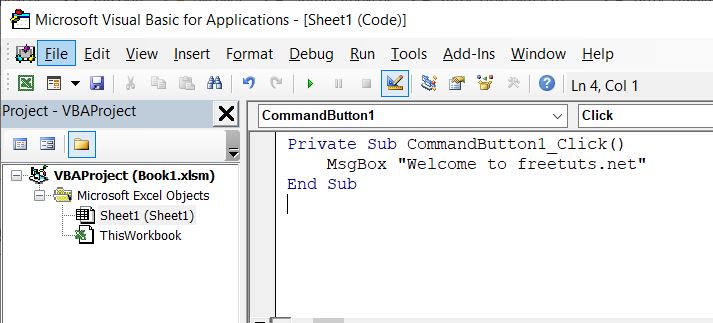 Microsoft Visual Basic for Applications - [Sheet1 (Code)]
File Edit View Insert Format Debug Run Tools Add-Ins Window Help
Ln 4, Col 1
Project - VBAProject
CommandButton1 Click
VBAProject (Book1.xlsm)
Microsoft Excel Objects
Sheet1 (Sheet1)
ThisWorkbook
Private Sub CommandButton1_Click()
MsgBox "Welcome to freetuts.net"
End Sub